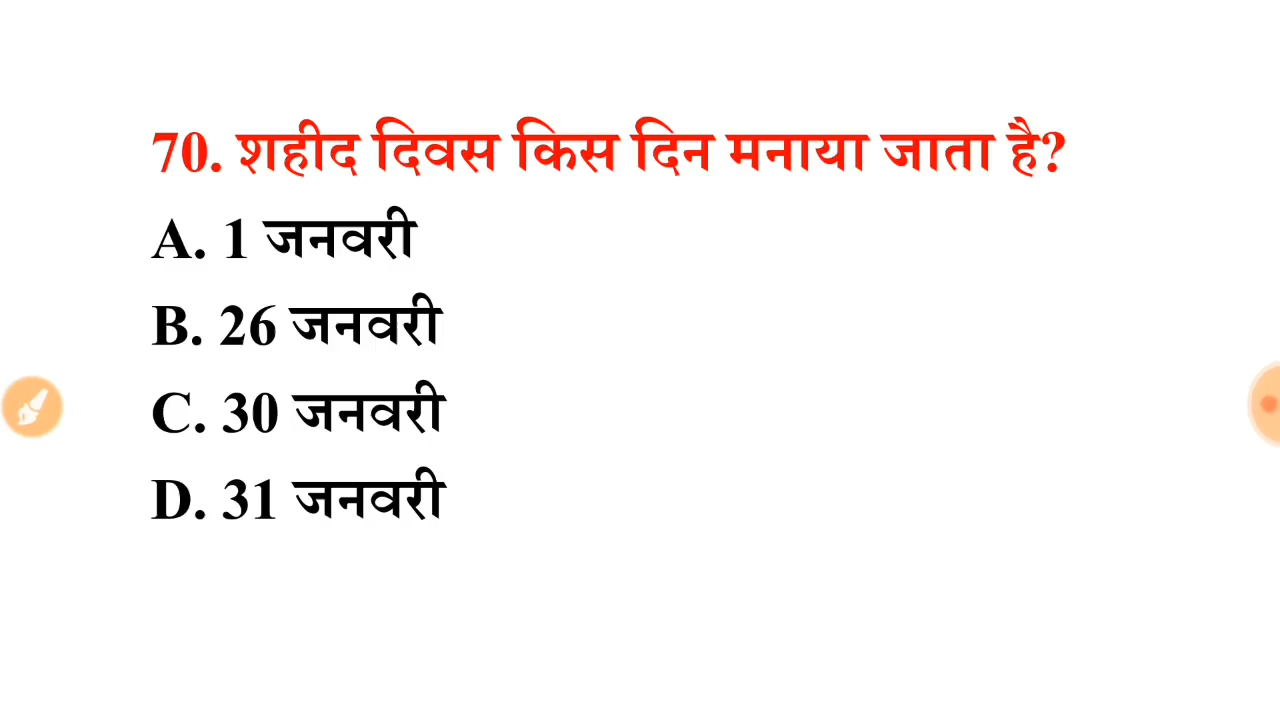 70. शहीद दिवस किस दिन मनाया जाता है?
A. 1 जनवरी
B. 26 जनवरी
C. 30 जनवरी
D. 31 जनवरी